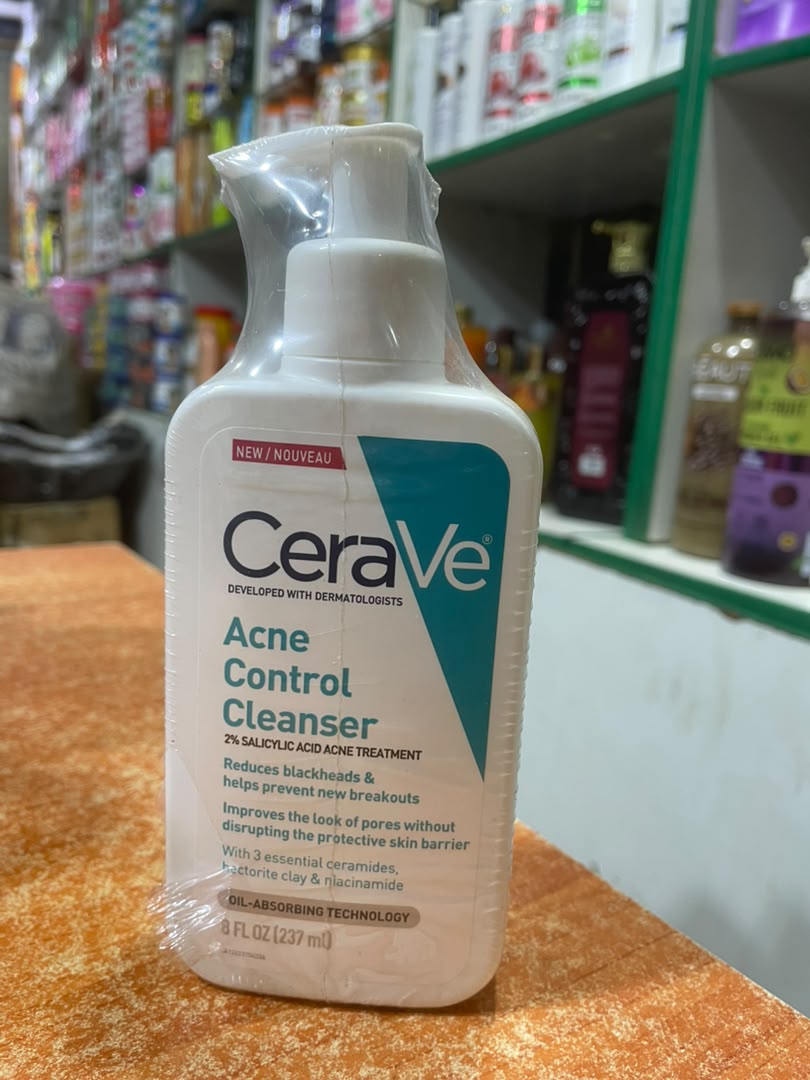 NEW / NOUVEAU
CeraVe®
DEVELOPED WITH DERMATOLOGISTS
Acne
Control
Cleanser
2% SALICYLIC ACID ACNE TREATMENT
Reduces blackheads &
helps prevent new breakouts
Improves the look of pores without
disrupting the protective skin barrier
With 3 essential ceramides,
hectorite clay & niacinamide
OIL-ABSORBING TECHNOLOGY
8 FL OZ (237 ml)